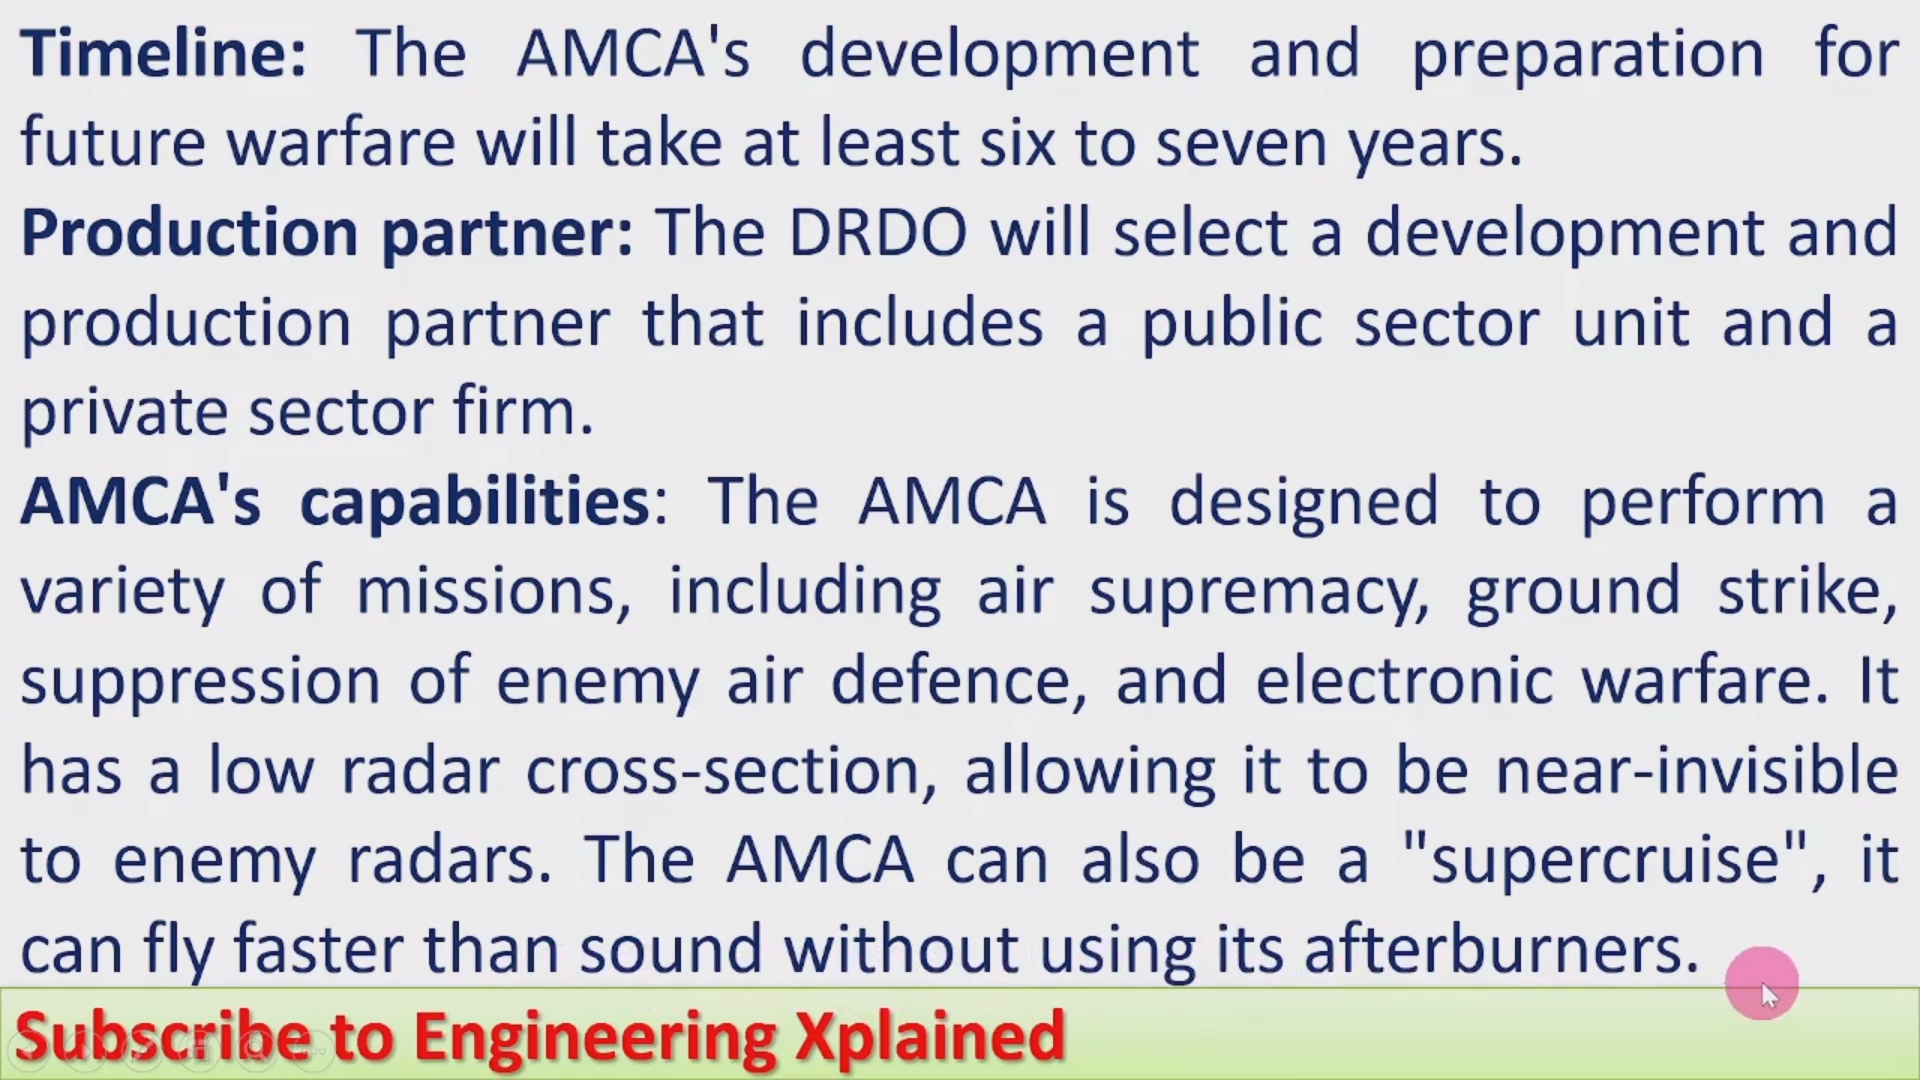 Timeline: The AMCA's development and preparation for
future warfare will take at least six to seven years.
Production partner: The DRDO will select a development and
production partner that includes a public sector unit and a
private sector firm.
AMCA's capabilities: The AMCA is designed to perform a
variety of missions, including air supremacy, ground strike,
suppression of enemy air defence, and electronic warfare. It
has a low radar cross-section, allowing it to be near-invisible
to enemy radars. The AMCA can also be a "supercruise", it
can fly faster than sound without using its afterburners.
Subscribe to Engineering Xplained